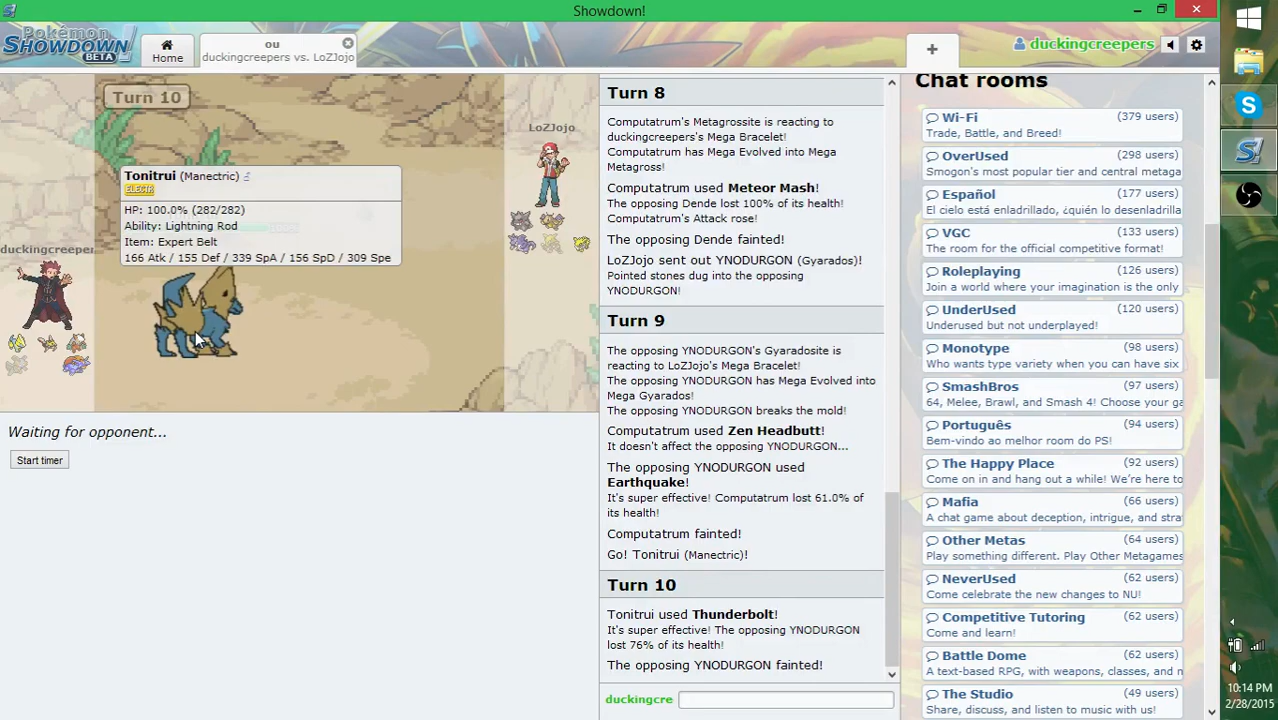 Showdown!
Pokémon
SHOWDOWN!
BETA
Home
ou
duckingcreepers vs. LoZJojo
+
duckingcreepers
Turn 10
LoZJojo
Tonitrui (Manectric)
ELECTR
HP: 100.0% (282/282)
Ability: Lightning Rod
Item: Expert Belt
166 Atk / 155 Def / 339 SpA / 156 SpD / 309 Spe
duckingcreeper
Waiting for opponent...
Start timer
Turn 8
Computatrum's Metagrossite is reacting to
duckingcreepers's Mega Bracelet!
Computatrum has Mega Evolved into Mega
Metagross!
Computatrum used Meteor Mash!
The opposing Dende lost 100% of its health!
Computatrum's Attack rose!
The opposing Dende fainted!
LoZJojo sent out YNODURGON (Gyarados)!
Pointed stones dug into the opposing
YNODURGON!
Turn 9
The opposing YNODURGON's Gyaradosite is
reacting to LoZJojo's Mega Bracelet!
The opposing YNODURGON has Mega Evolved into
Mega Gyarados!
The opposing YNODURGON breaks the mold!
Computatrum used Zen Headbutt!
It doesn't affect the opposing YNODURGON...
The opposing YNODURGON used
Earthquake!
It's super effective! Computatrum lost 61.0% of
its health!
Computatrum fainted!
Go! Tonitrui (Manectric)!
Turn 10
Tonitrui used Thunderbolt!
It's super effective! The opposing YNODURGON
lost 76% of its health!
The opposing YNODURGON fainted!
duckingcre
Chat rooms
Wi-Fi (379 users)
Trade, Battle, and Breed!
OverUsed (298 users)
Smogon's most popular tier and central metaga
Español (177 users)
El cielo está enladrillado, ¿quién lo desenladrilla
VGC (133 users)
The room for the official competitive format!
Roleplaying (126 users)
Join a world where your imagination is the only
UnderUsed (120 users)
Underused but not underplayed!
Monotype (98 users)
Who wants type variety when you can have six
SmashBros (97 users)
64, Melee, Brawl, and Smash 4! Choose your ga
Português (94 users)
Bem-vindo ao melhor room do PS!
The Happy Place (92 users)
Come on in and hang out a while! We're here to
Mafia (66 users)
A chat game about deception, intrigue, and stra
Other Metas (64 users)
Play something different. Play Other Metagames
NeverUsed (62 users)
Come celebrate the new changes to NU!
Competitive Tutoring (62 users)
Come and learn!
Battle Dome (62 users)
A text-based RPG, with weapons, classes, and m
The Studio (49 users)
Share, discuss, and listen to music with us!
10:14 PM
2/28/2015